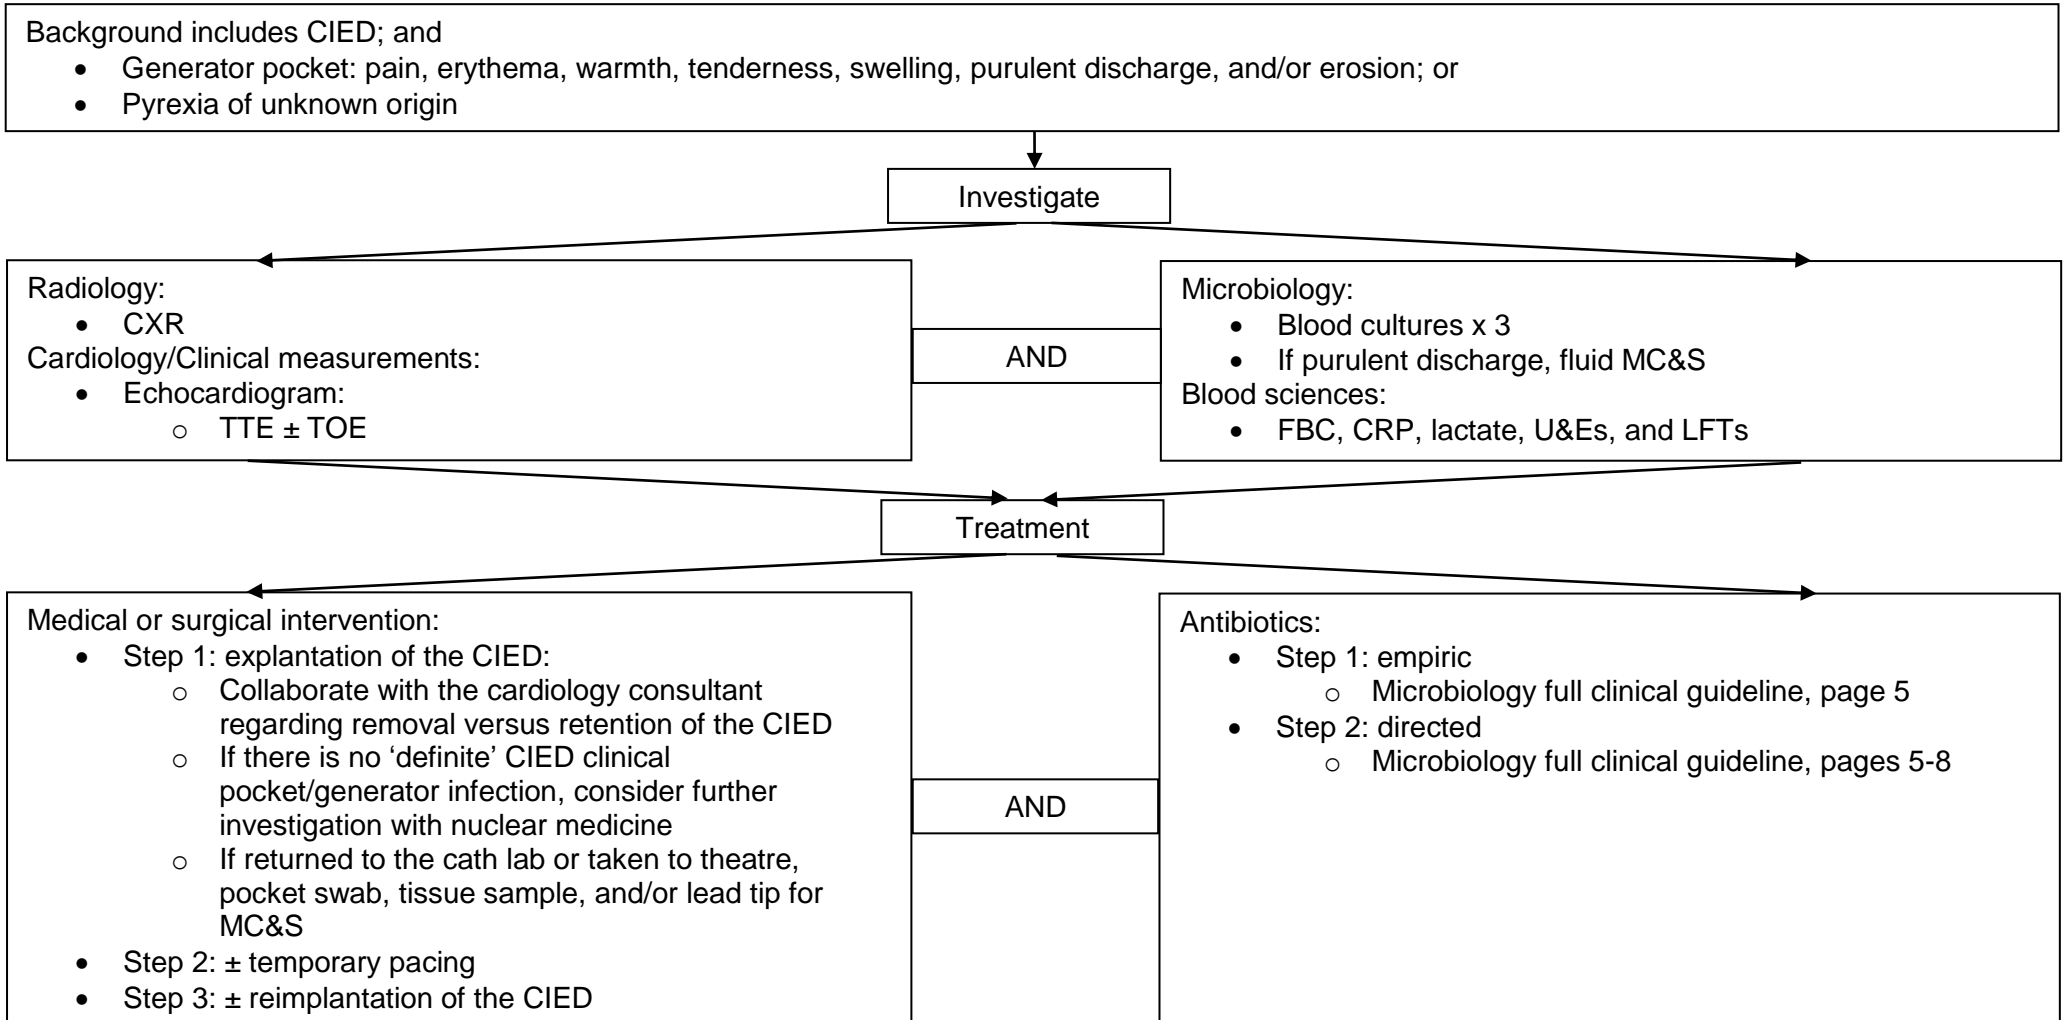 Background includes CIED; and
• Generator pocket: pain, erythema, warmth, tenderness, swelling, purulent discharge, and/or erosion; or
• Pyrexia of unknown origin
Investigate
Radiology:
• CXR
Cardiology/Clinical measurements:
• Echocardiogram:
o TTE ± TOE
AND
Microbiology:
• Blood cultures x 3
• If purulent discharge, fluid MC&S
Blood sciences:
• FBC, CRP, lactate, U&Es, and LFTs
Treatment
Medical or surgical intervention:
• Step 1: explantation of the CIED:
o Collaborate with the cardiology consultant
regarding removal versus retention of the CIED
o If there is no ‘definite’ CIED clinical
pocket/generator infection, consider further
investigation with nuclear medicine
o If returned to the cath lab or taken to theatre,
pocket swab, tissue sample, and/or lead tip for
MC&S
• Step 2: ± temporary pacing
• Step 3: ± reimplantation of the CIED
AND
Antibiotics:
• Step 1: empiric
o Microbiology full clinical guideline, page 5
• Step 2: directed
o Microbiology full clinical guideline, pages 5-8